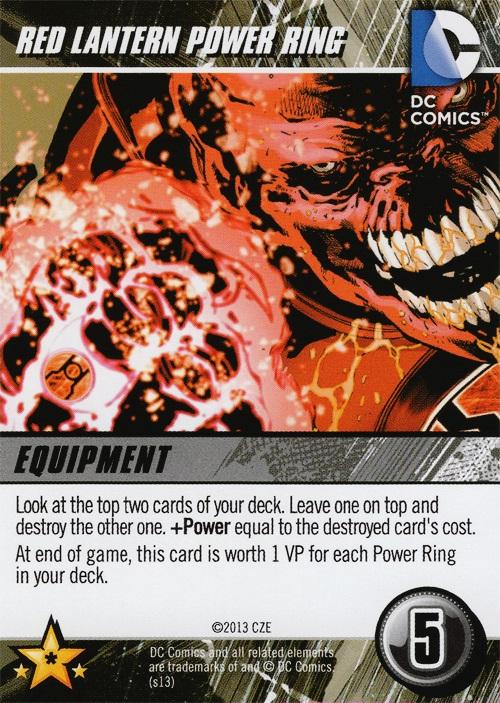 RED LANTERN POWER RING
DC
COMICS™
EQUIPMENT
Look at the top two cards of your deck. Leave one on top and
destroy the other one. +Power equal to the destroyed card's cost.
At end of game, this card is worth 1 VP for each Power Ring
in your deck.
©2013 CZE
*
DC Comics and all related elements
are trademarks of and © DC Comics.
(s13)
5